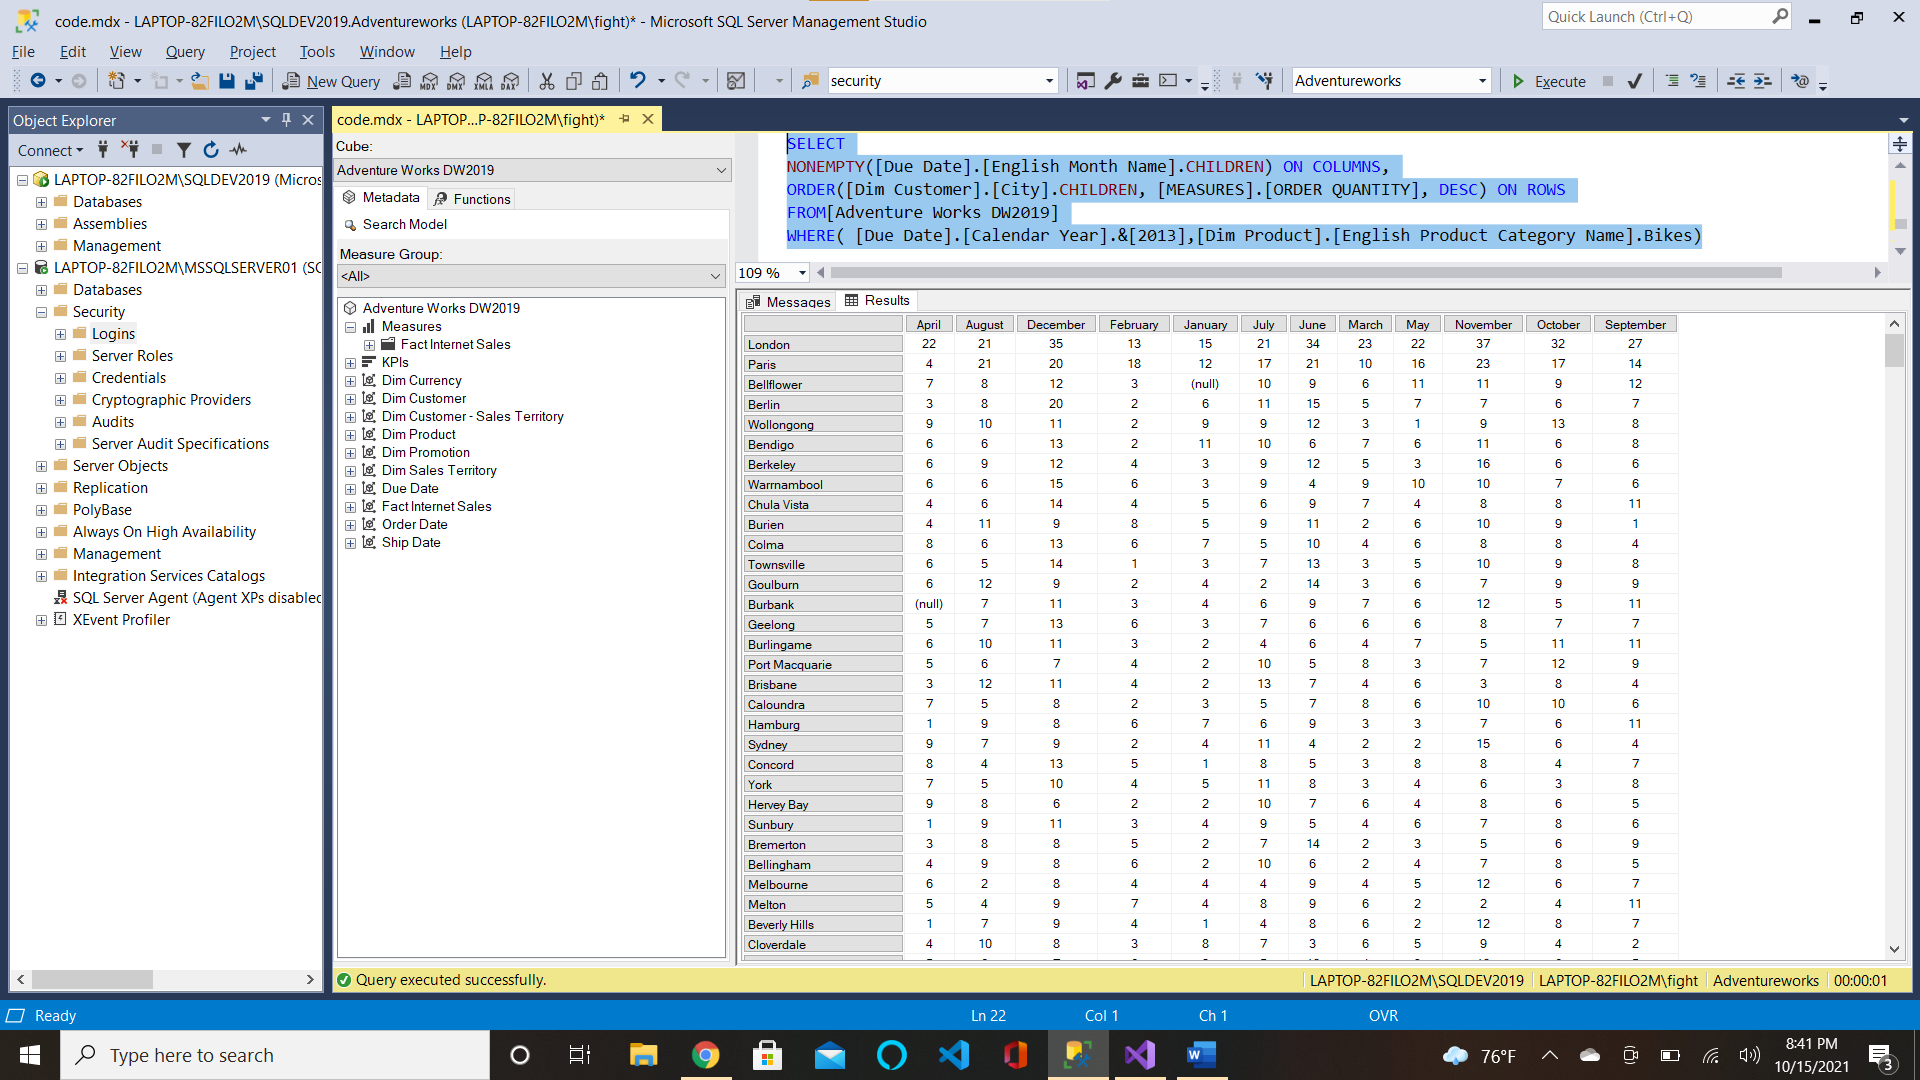 code.mdx - LAPTOP-82FILO2M\SQLDEV2019.Adventureworks (LAPTOP-82FILO2M\fight)* - Microsoft SQL Server Management Studio
Quick Launch (Ctrl+Q)
File Edit View Query Project Tools Window Help
New Query MDX DMX XMLA DAX security Adventureworks Execute
Object Explorer
Connect
LAPTOP-82FILO2M\SQLDEV2019 (Micros
Databases
Assemblies
Management
LAPTOP-82FILO2M\MSSQLSERVER01 (SC
Databases
Security
Logins
Server Roles
Credentials
Cryptographic Providers
Audits
Server Audit Specifications
Server Objects
Replication
PolyBase
Always On High Availability
Management
Integration Services Catalogs
SQL Server Agent (Agent XPs disabled
XEvent Profiler
code.mdx - LAPTOP...P-82FILO2M\fight)*
Cube:
Adventure Works DW2019
Metadata Functions
Search Model
Measure Group:
<All>
Adventure Works DW2019
Measures
Fact Internet Sales
KPIs
Dim Currency
Dim Customer
Dim Customer - Sales Territory
Dim Product
Dim Promotion
Dim Sales Territory
Due Date
Fact Internet Sales
Order Date
Ship Date
SELECT
NONEMPTY([Due Date].[English Month Name].CHILDREN) ON COLUMNS,
ORDER([Dim Customer].[City].CHILDREN, [MEASURES].[ORDER QUANTITY], DESC) ON ROWS
FROM[Adventure Works DW2019]
WHERE( [Due Date].[Calendar Year].&[2013],[Dim Product].[English Product Category Name].Bikes)
109 %
Messages Results
April August December February January July June March May November October September
London 22 21 35 13 15 21 34 23 22 37 32 27
Paris 4 21 20 18 12 17 21 10 16 23 17 14
Bellflower 7 8 12 3 (null) 10 9 6 11 11 9 12
Berlin 3 8 20 2 6 11 15 5 7 7 6 7
Wollongong 9 10 11 2 9 9 12 3 1 9 13 8
Bendigo 6 6 13 2 11 10 6 7 6 11 6 8
Berkeley 6 9 12 4 3 9 12 5 3 16 6 6
Warrnambool 6 6 15 6 3 9 4 9 10 10 7 6
Chula Vista 4 6 14 4 5 6 9 7 4 8 8 11
Burien 4 11 9 8 5 9 11 2 6 10 9 1
Colma 8 6 13 6 7 5 10 4 6 8 8 4
Townsville 6 5 14 1 3 7 13 3 5 10 9 8
Goulburn 6 12 9 2 4 2 14 3 6 7 9 9
Burbank (null) 7 11 3 4 6 9 7 6 12 5 11
Geelong 5 7 13 6 3 7 6 6 6 8 7 7
Burlingame 6 10 11 3 2 4 6 4 7 5 11 11
Port Macquarie 5 6 7 4 2 10 5 8 3 7 12 9
Brisbane 3 12 11 4 2 13 7 4 6 3 8 4
Caloundra 7 5 8 2 3 5 7 8 6 10 10 6
Hamburg 1 9 8 6 7 6 9 3 3 7 6 11
Sydney 9 7 9 2 4 11 4 2 2 15 6 4
Concord 8 4 13 5 1 8 5 3 8 8 4 7
York 7 5 10 4 5 11 8 3 4 6 3 8
Hervey Bay 9 8 6 2 2 10 7 6 4 8 6 5
Sunbury 1 9 11 3 4 9 5 4 6 7 8 6
Bremerton 3 8 8 5 2 7 14 2 3 5 6 9
Bellingham 4 9 8 6 2 10 6 2 4 7 8 5
Melbourne 6 2 8 4 4 4 9 4 5 12 6 7
Melton 5 4 9 7 4 8 9 6 2 2 4 11
Beverly Hills 1 7 9 4 1 4 8 6 2 12 8 7
Cloverdale 4 10 8 3 8 7 3 6 5 9 4 2
Query executed successfully. LAPTOP-82FILO2M\SQLDEV2019 LAPTOP-82FILO2M\fight Adventureworks 00:00:01
Ready Ln 22 Col 1 Ch 1 OVR
Type here to search
76°F
8:41 PM
10/15/2021
3